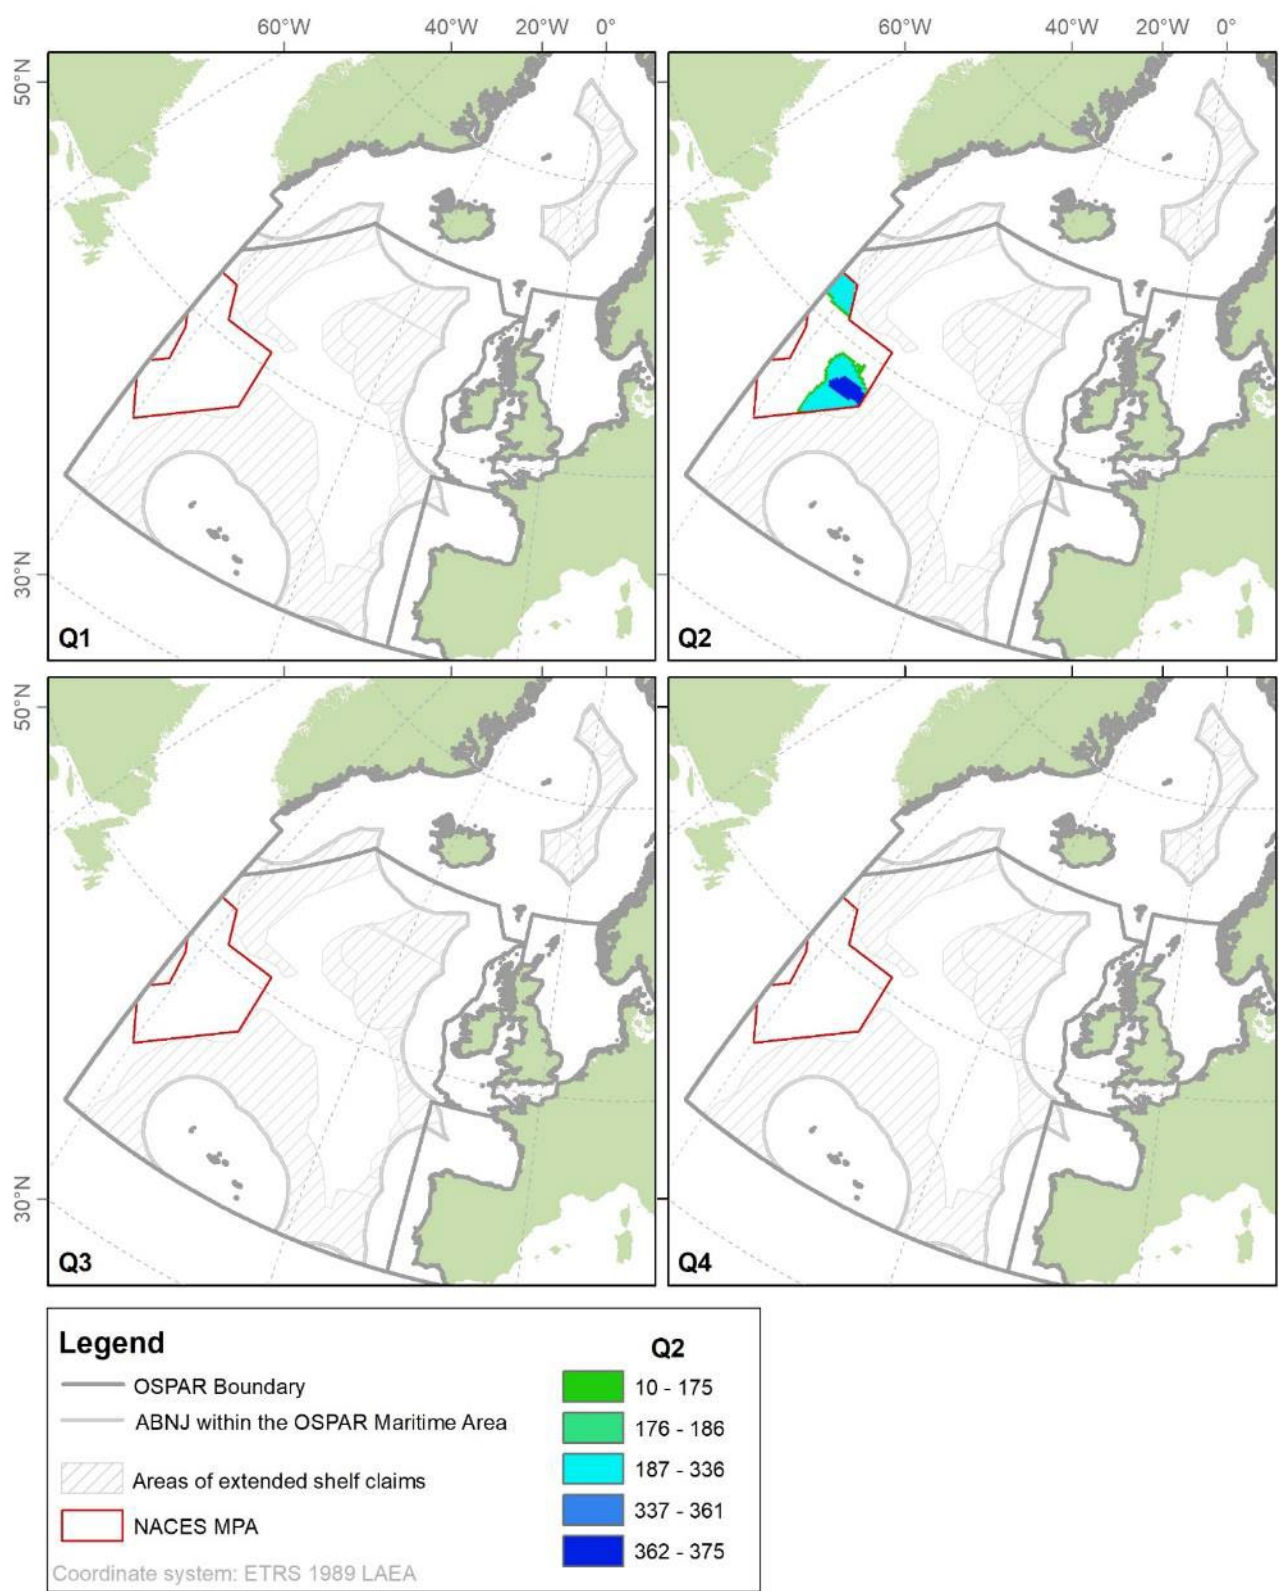 60°W 40°W 20°W 0° 60°W 40°W 20°W 0°
50°N
30°N
Q1 Q2
50°N
30°N
Q3 Q4
Legend
OSPAR Boundary
ABNJ within the OSPAR Maritime Area
Areas of extended shelf claims
NACES MPA
Coordinate system: ETRS 1989 LAEA
Q2
10 - 175
176 - 186
187 - 336
337 - 361
362 - 375